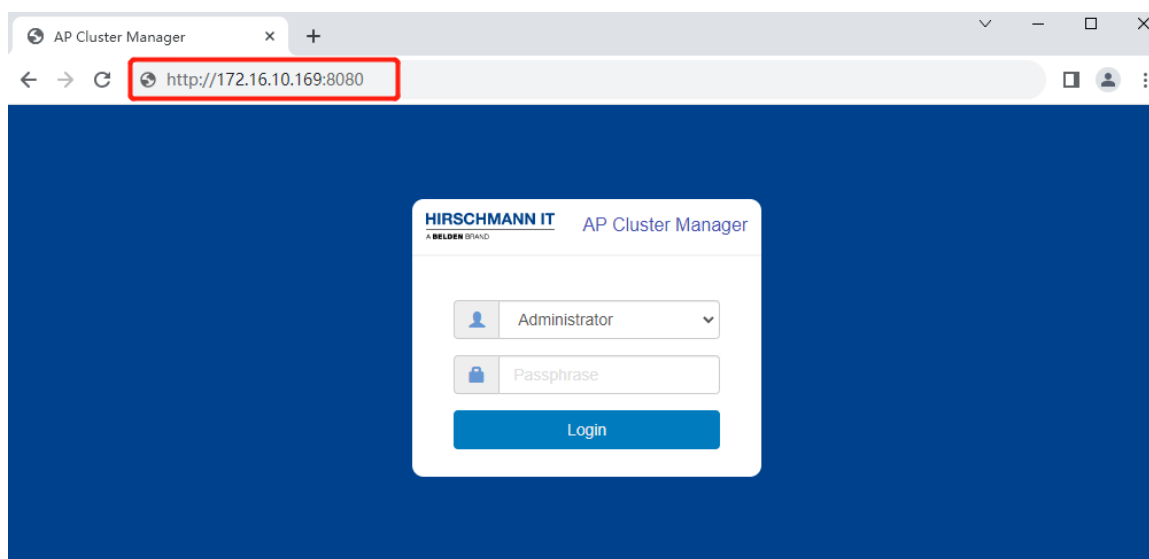 AP Cluster Manager
http://172.16.10.169:8080
HIRSCHMANN IT
A BELDEN BRAND
AP Cluster Manager
Administrator
Passphrase
Login